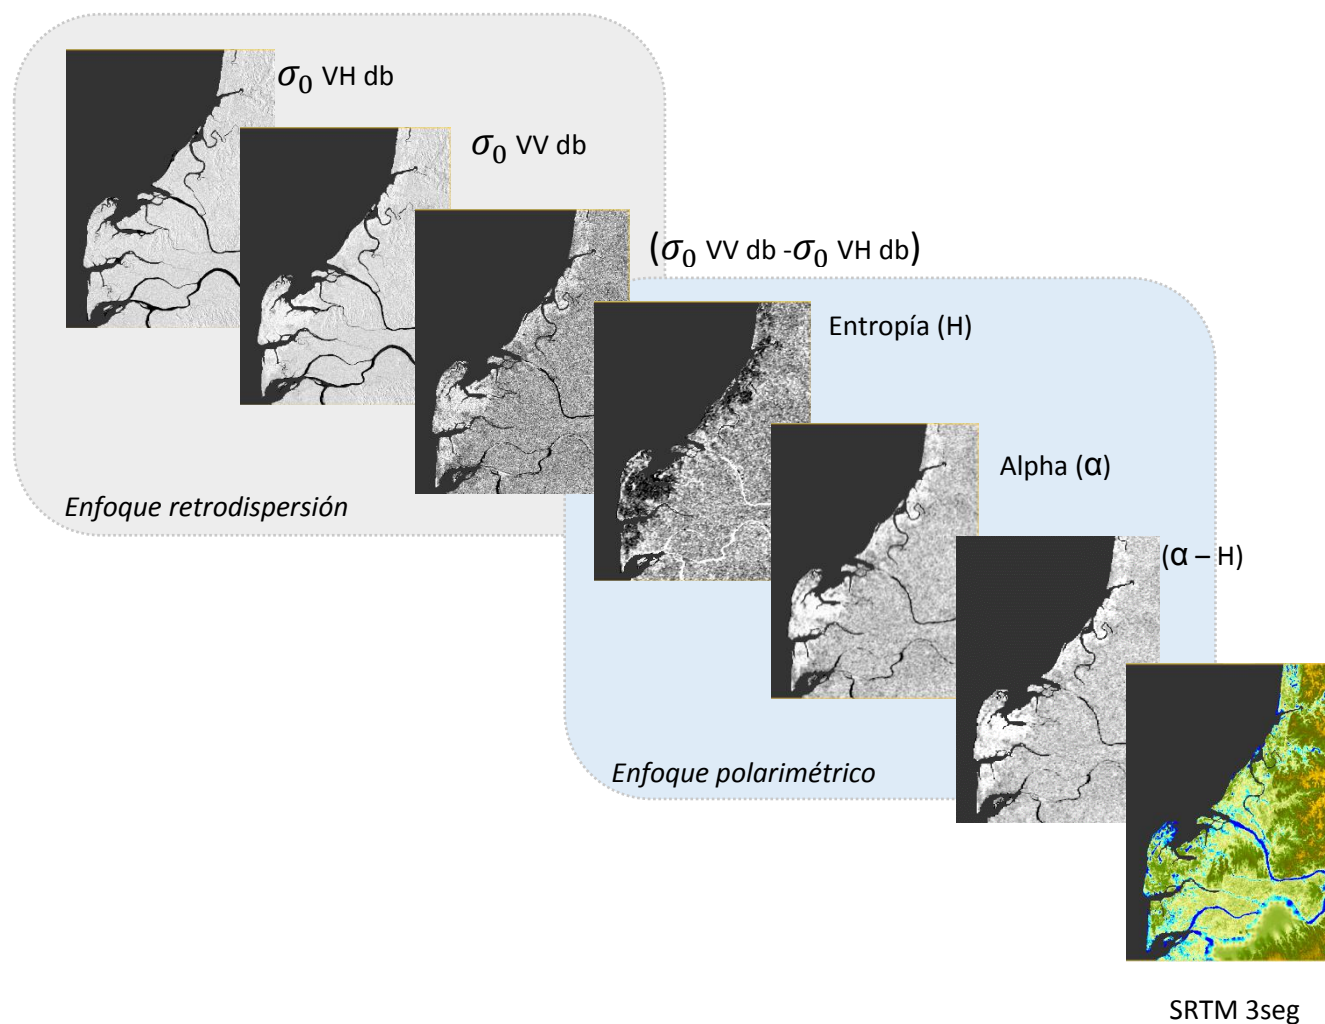 σ₀ VH db
σ₀ VV db
(σ₀ VV db -σ₀ VH db)
Entropía (H)
Alpha (α)
Enfoque retrodispersión
(α – H)
Enfoque polarimétrico
SRTM 3seg